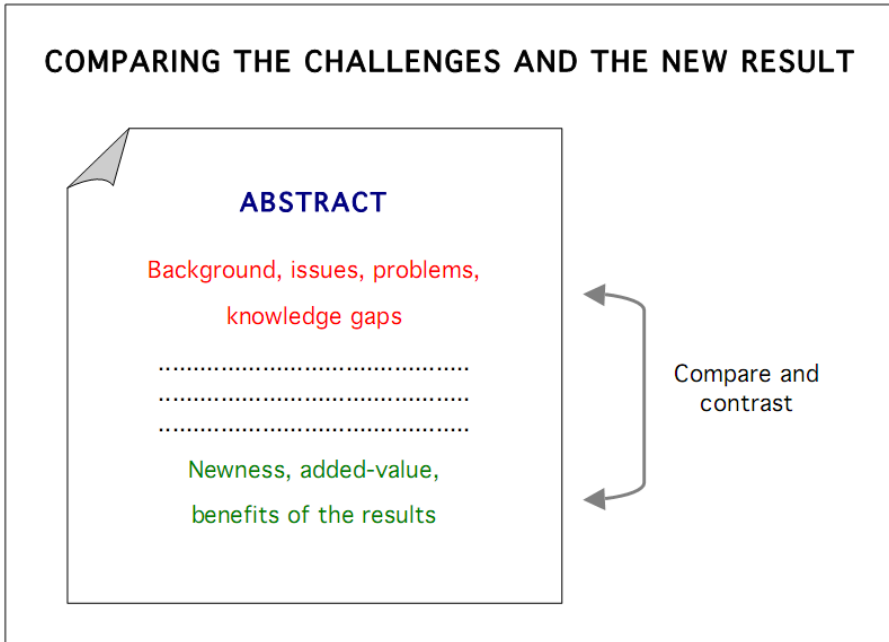 COMPARING THE CHALLENGES AND THE NEW RESULT
ABSTRACT
Background, issues, problems,
knowledge gaps
.............................................
.............................................
.............................................
Newness, added-value,
benefits of the results
Compare and
contrast